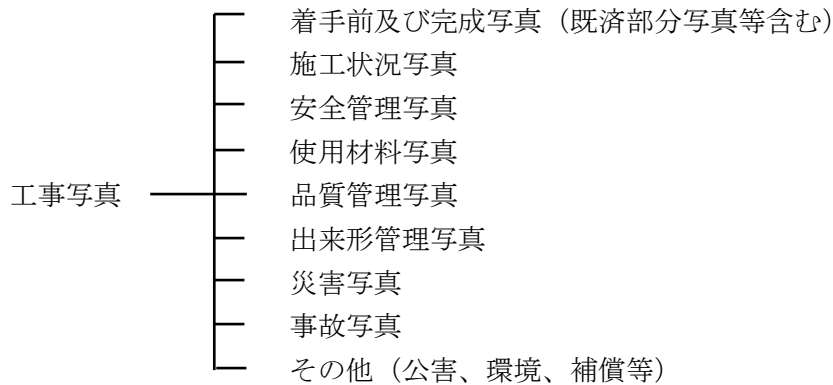 着手前及び完成写真（既済部分写真等含む）
施工状況写真
安全管理写真
使用材料写真
工事写真
品質管理写真
出来形管理写真
災害写真
事故写真
その他（公害、環境、補償等）